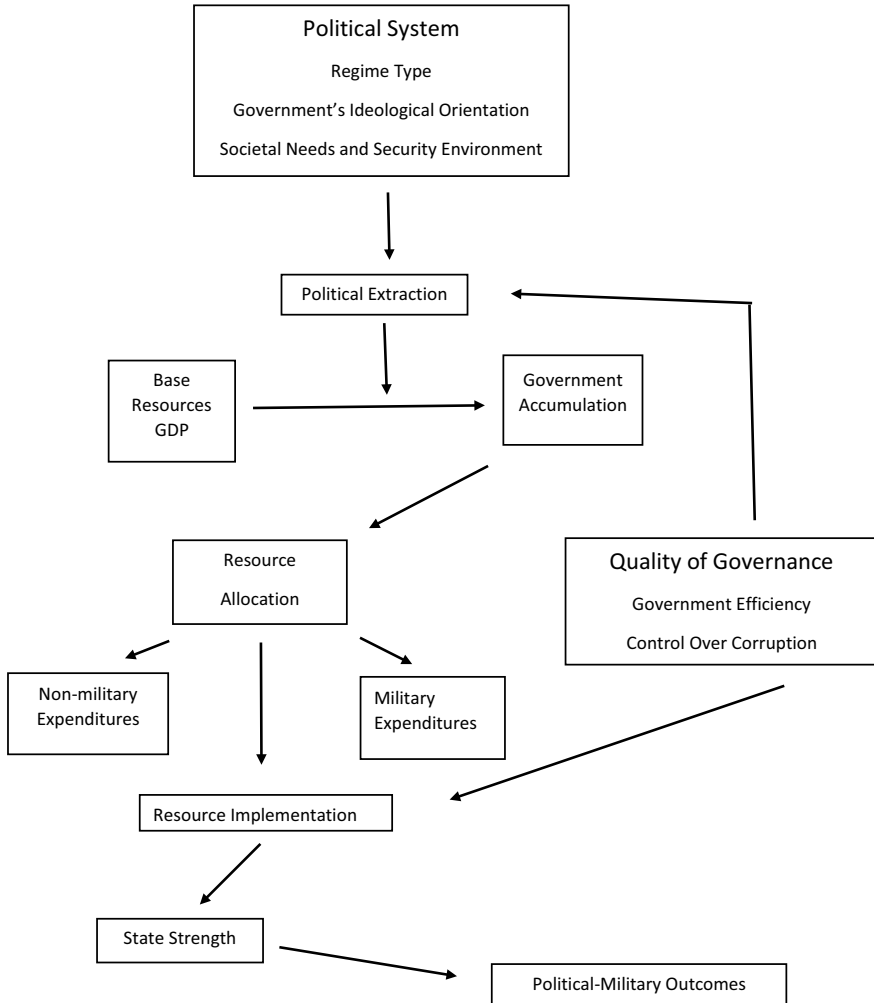 Political System
Regime Type
Government’s Ideological Orientation
Societal Needs and Security Environment
Political Extraction
Base
Resources
GDP
Government
Accumulation
Resource
Allocation
Quality of Governance
Government Efficiency
Control Over Corruption
Non-military
Expenditures
Military
Expenditures
Resource Implementation
State Strength
Political-Military Outcomes